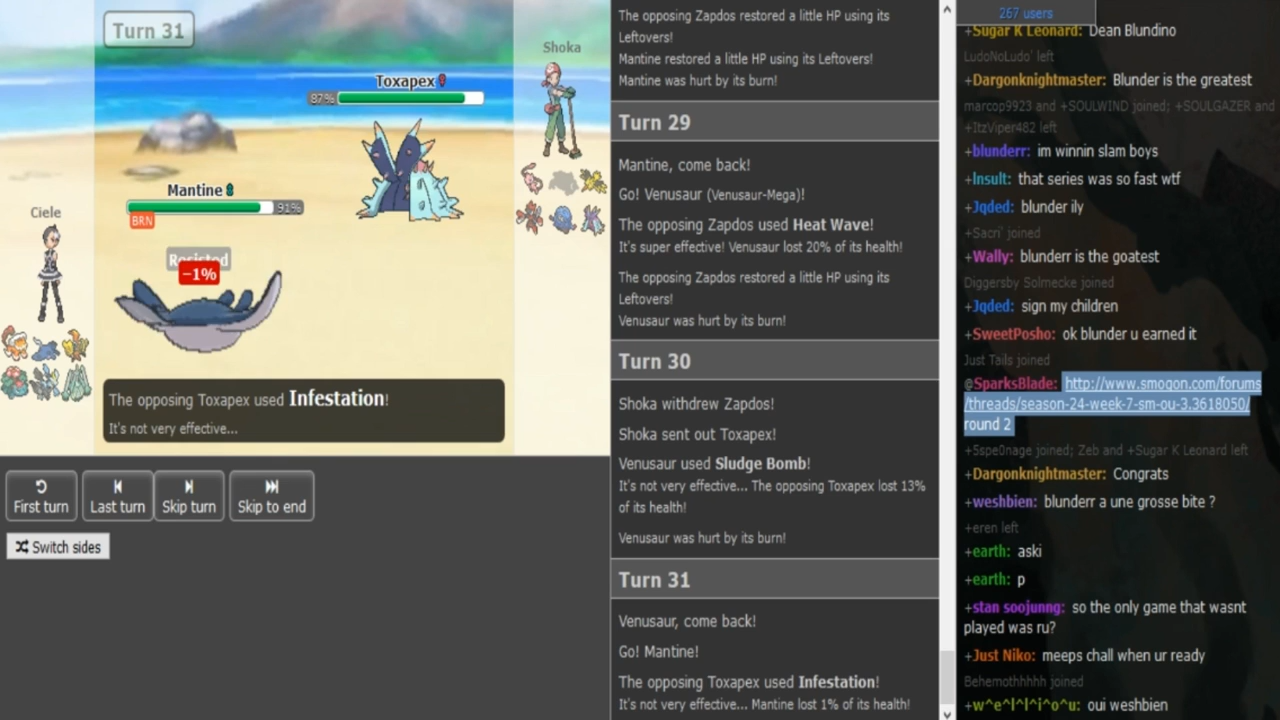 Turn 31
Shoka
Toxapex
87%
Mantine
91%
BRN
Ciele
Resisted
−1%
The opposing Toxapex used Infestation!
It's not very effective...
First turn
Last turn
Skip turn
Skip to end
Switch sides
The opposing Zapdos restored a little HP using its
Leftovers!
Mantine restored a little HP using its Leftovers!
Mantine was hurt by its burn!
Turn 29
Mantine, come back!
Go! Venusaur (Venusaur-Mega)!
The opposing Zapdos used Heat Wave!
It's super effective! Venusaur lost 20% of its health!
The opposing Zapdos restored a little HP using its
Leftovers!
Venusaur was hurt by its burn!
Turn 30
Shoka withdrew Zapdos!
Shoka sent out Toxapex!
Venusaur used Sludge Bomb!
It's not very effective... The opposing Toxapex lost 13%
of its health!
Venusaur was hurt by its burn!
Turn 31
Venusaur, come back!
Go! Mantine!
The opposing Toxapex used Infestation!
It's not very effective... Mantine lost 1% of its health!
267 users
+Sugar K Leonard: Dean Blundino
LudoNoLudo' left
+Dargonknightmaster: Blunder is the greatest
marcop9923 and +SOULWIND joined; +SOULGAZER and
+ItzViper482 left
+blunderr: im winnin slam boys
+Insult: that series was so fast wtf
+Jqded: blunder ily
+Sacri' joined
+Wally: blunderr is the goatest
Diggersby Solmecke joined
+Jqded: sign my children
+SweetPosho: ok blunder u earned it
Just Tails joined
@SparksBlade: http://www.smogon.com/forums
/threads/season-24-week-7-sm-ou-3.3618050/
round 2
+5spe0nage joined; Zeb and +Sugar K Leonard left
+Dargonknightmaster: Congrats
+weshbien: blunderr a une grosse bite ?
+eren left
+earth: aski
+earth: p
+stan soojunng: so the only game that wasnt
played was ru?
+Just Niko: meeps chall when ur ready
Behemothhhhh joined
+w^e^l^l^i^o^u: oui weshbien